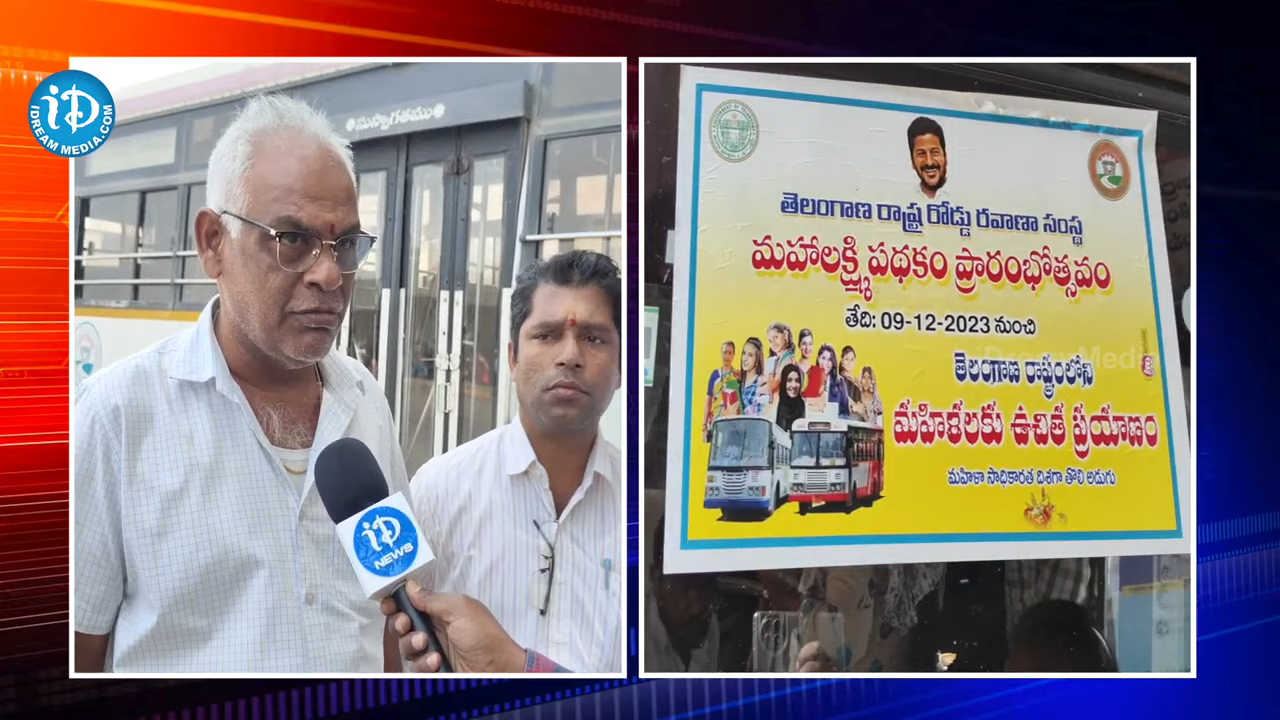 iD
IDREAM MEDIA.COM
సుస్వాగతము
iD
NEWS
తెలంగాణ రాష్ట్ర రోడ్డు రవాణా సంస్థ
మహాలక్ష్మి పథకం ప్రారంభోత్సవం
తేది: 09-12-2023 నుంచి
తెలంగాణ రాష్ట్రంలోని
మహిళలకు ఉచిత ప్రయాణం
మహిళా సాధికారత దిశగా తొలి అడుగు